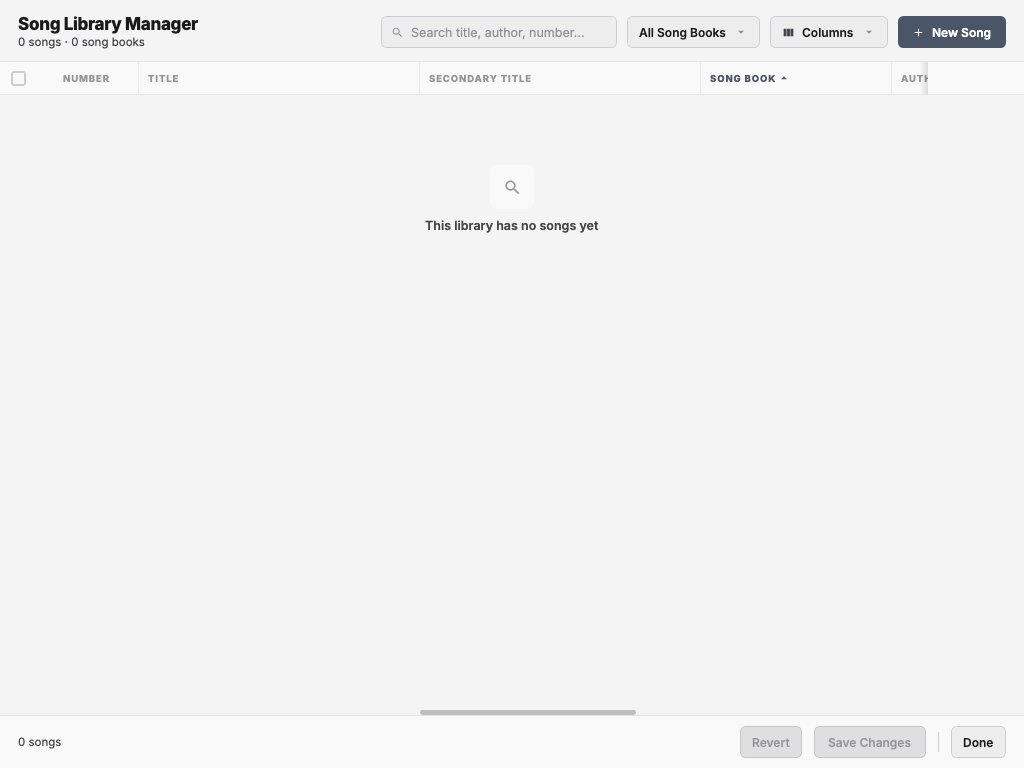 Song Library Manager
0 songs · 0 song books
Search title, author, number...
All Song Books
Columns
New Song
NUMBER
TITLE
SECONDARY TITLE
SONG BOOK
This library has no songs yet
0 songs
Revert
Save Changes
Done